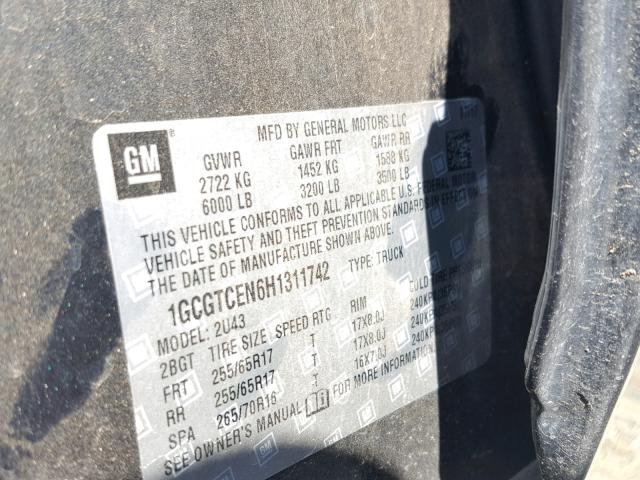 GM
MFD BY GENERAL MOTORS LLC
GVWR GAWR FRT GAWR RR
2722 KG 1452 KG 1588 KG
6000 LB 3200 LB 3500 LB
THIS VEHICLE CONFORMS TO ALL APPLICABLE U.S. FEDERAL MOTOR
VEHICLE SAFETY AND THEFT PREVENTION STANDARDS IN EFFECT ON
THE DATE OF MANUFACTURE SHOWN ABOVE.
1GCGTCEN6H1311742 TYPE: TRUCK
MODEL: 2U43
2BGT TIRE SIZE SPEED RTG RIM COLD TIRE
FRT 255/65R17 T 17X8.0J
RR 255/65R17 T 17X8.0J
SPA 265/70R16 T 16X7.0J
SEE OWNER'S MANUAL FOR MORE INFORMATION